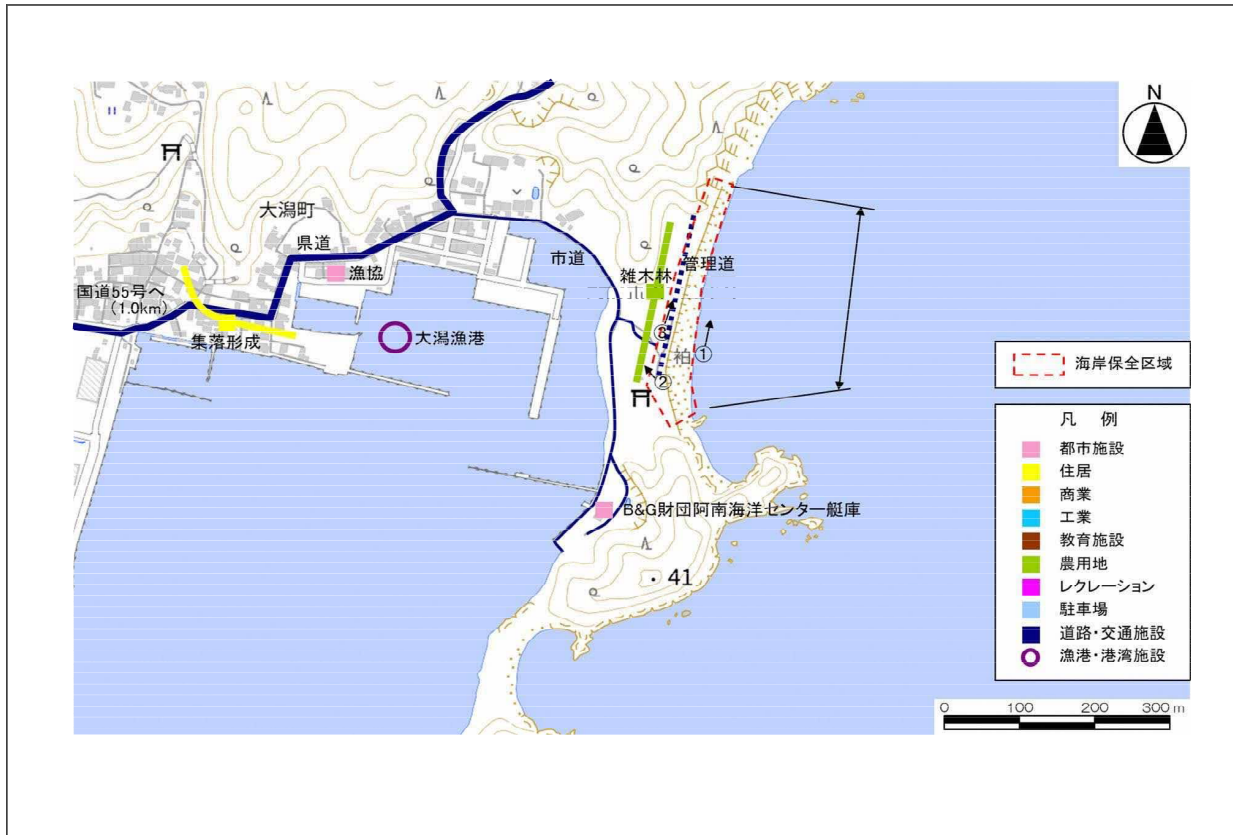 N
大潟町
県道
漁協
市道
雑木林
管理道
国道55号へ
(1.0km)
集落形成
大潟漁港
③
袙
①
②
B&G財団阿南海洋センター艇庫
41
海岸保全区域
凡 例
都市施設
住居
商業
工業
教育施設
農用地
レクレーション
駐車場
道路・交通施設
漁港・港湾施設
0 100 200 300 m